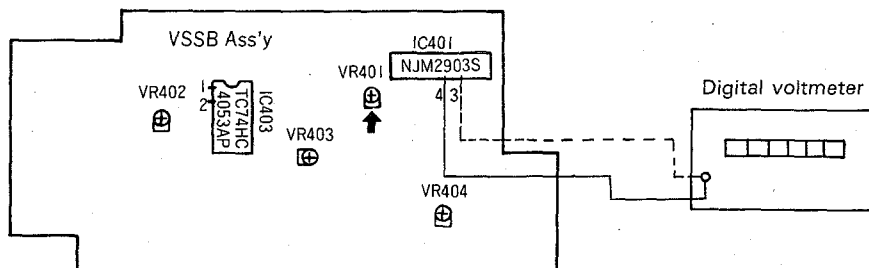 VSSB Ass'y
IC401
NJM2903S
VR401
4 3
VR402
1
2
TC74HC
4053AP
IC403
VR403
VR404
Digital voltmeter